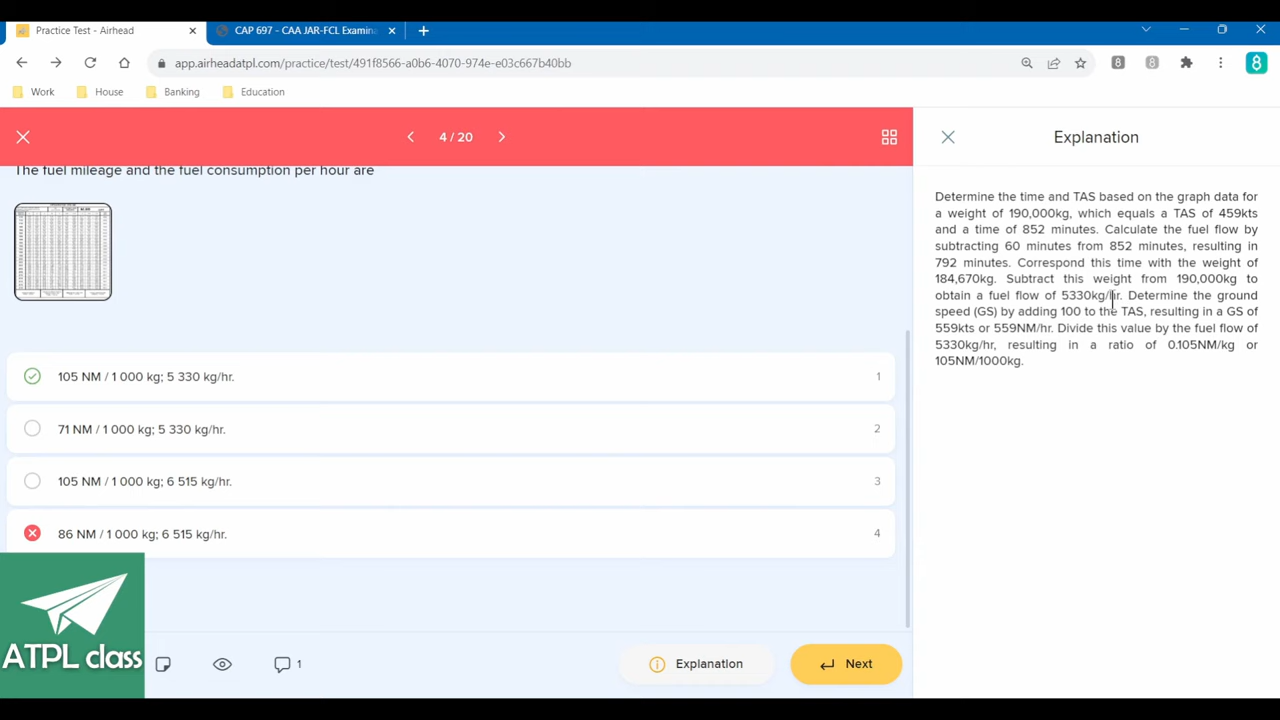 Practice Test - Airhead
CAP 697 - CAA JAR-FCL Examina
app.airheadatpl.com/practice/test/491f8566-a0b6-4070-974e-e03c667b40bb
Work
House
Banking
Education
4 / 20
Explanation
The fuel mileage and the fuel consumption per hour are
105 NM / 1 000 kg; 5 330 kg/hr.
1
71 NM / 1 000 kg; 5 330 kg/hr.
2
105 NM / 1 000 kg; 6 515 kg/hr.
3
86 NM / 1 000 kg; 6 515 kg/hr.
4
Determine the time and TAS based on the graph data for
a weight of 190,000kg, which equals a TAS of 459kts
and a time of 852 minutes. Calculate the fuel flow by
subtracting 60 minutes from 852 minutes, resulting in
792 minutes. Correspond this time with the weight of
184,670kg. Subtract this weight from 190,000kg to
obtain a fuel flow of 5330kg/hr. Determine the ground
speed (GS) by adding 100 to the TAS, resulting in a GS of
559kts or 559NM/hr. Divide this value by the fuel flow of
5330kg/hr, resulting in a ratio of 0.105NM/kg or
105NM/1000kg.
ATPL class
1
Explanation
Next